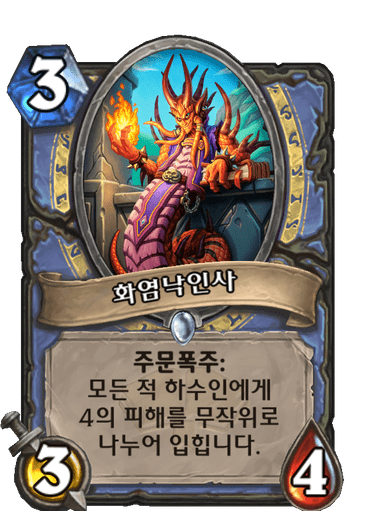 3
화염낙인사
주문폭주:
모든 적 하수인에게
4의 피해를 무작위로
나누어 입힙니다.
3
4